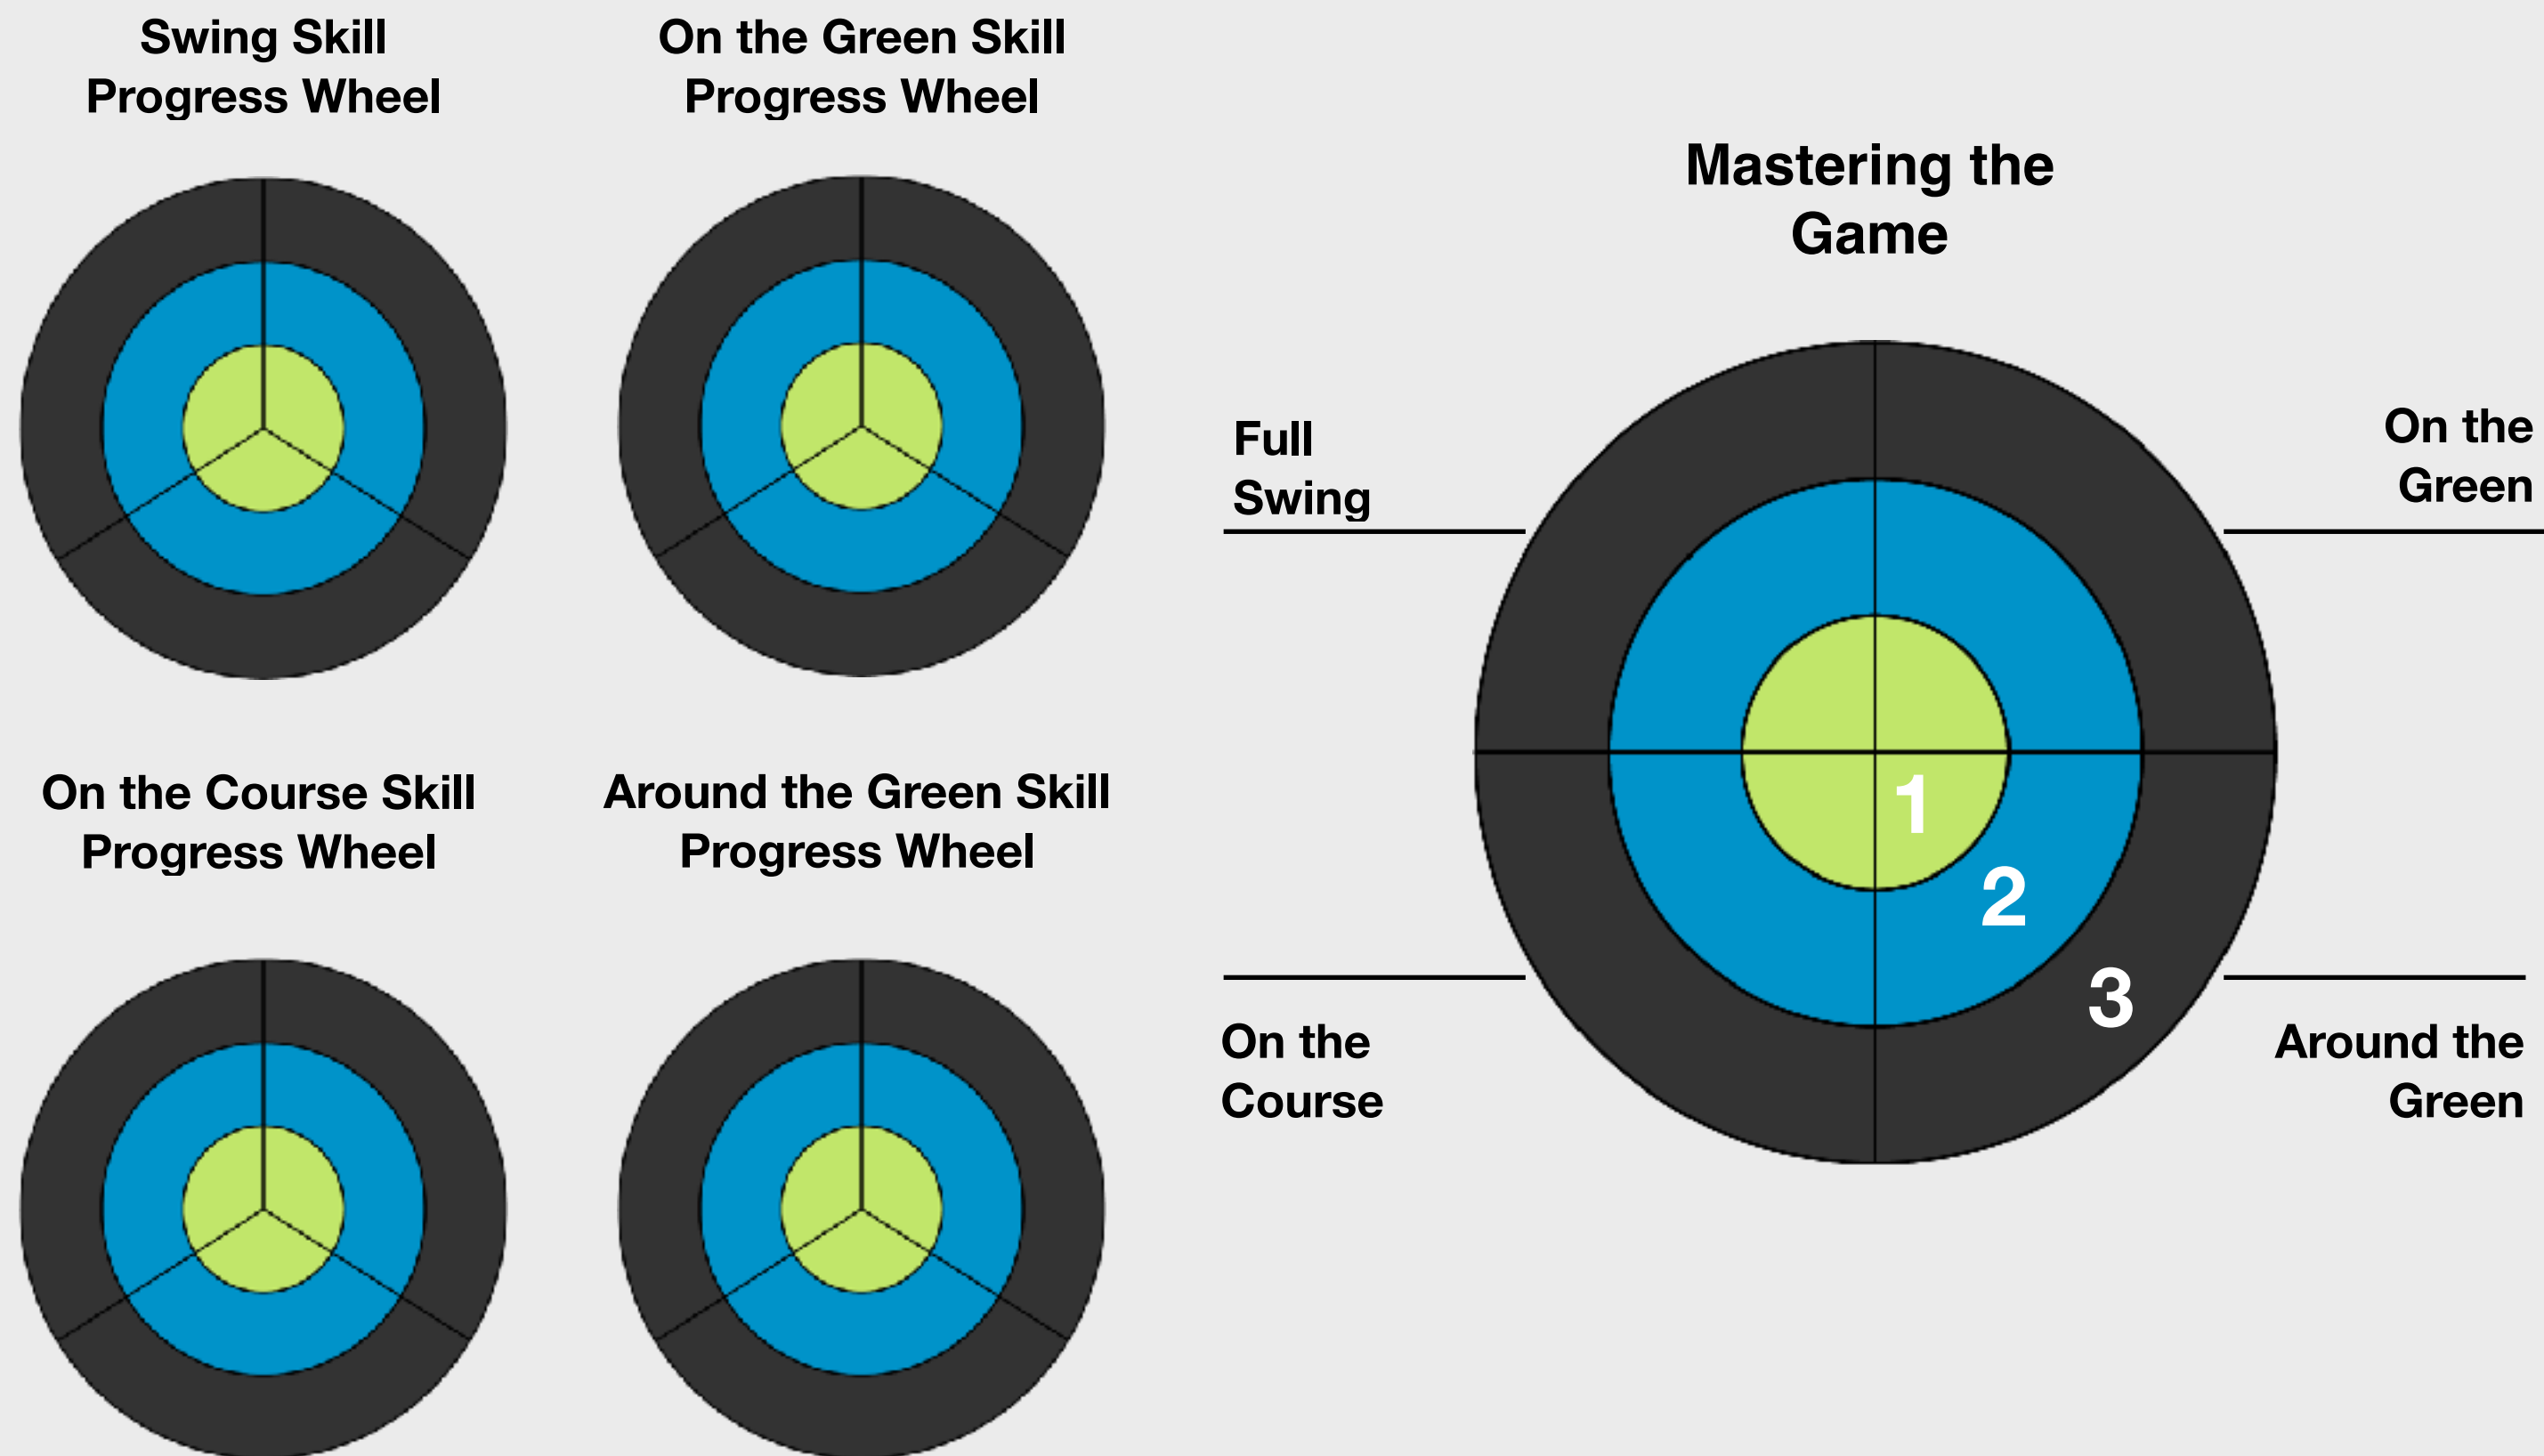 Swing Skill
Progress Wheel
On the Green Skill
Progress Wheel
On the Course Skill
Progress Wheel
Around the Green Skill
Progress Wheel
Mastering the
Game
Full
Swing
On the
Green
1
2
3
On the
Course
Around the
Green